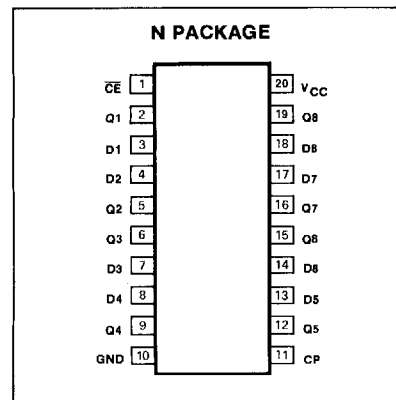 N PACKAGE
CE 1 20 VCC
Q1 2 19 Q8
D1 3 18 D8
D2 4 17 D7
Q2 5 16 Q7
Q3 6 15 Q6
D3 7 14 D6
D4 8 13 D5
Q4 9 12 Q5
GND 10 11 CP